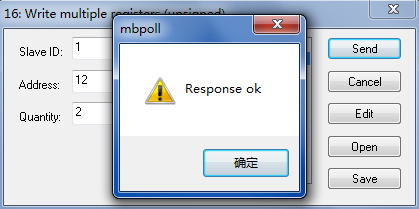 16: Write multiple registers (unsigned)
mbpoll
Slave ID: 1
Address: 12
Quantity: 2
Response ok
确定
Send
Cancel
Edit
Open
Save